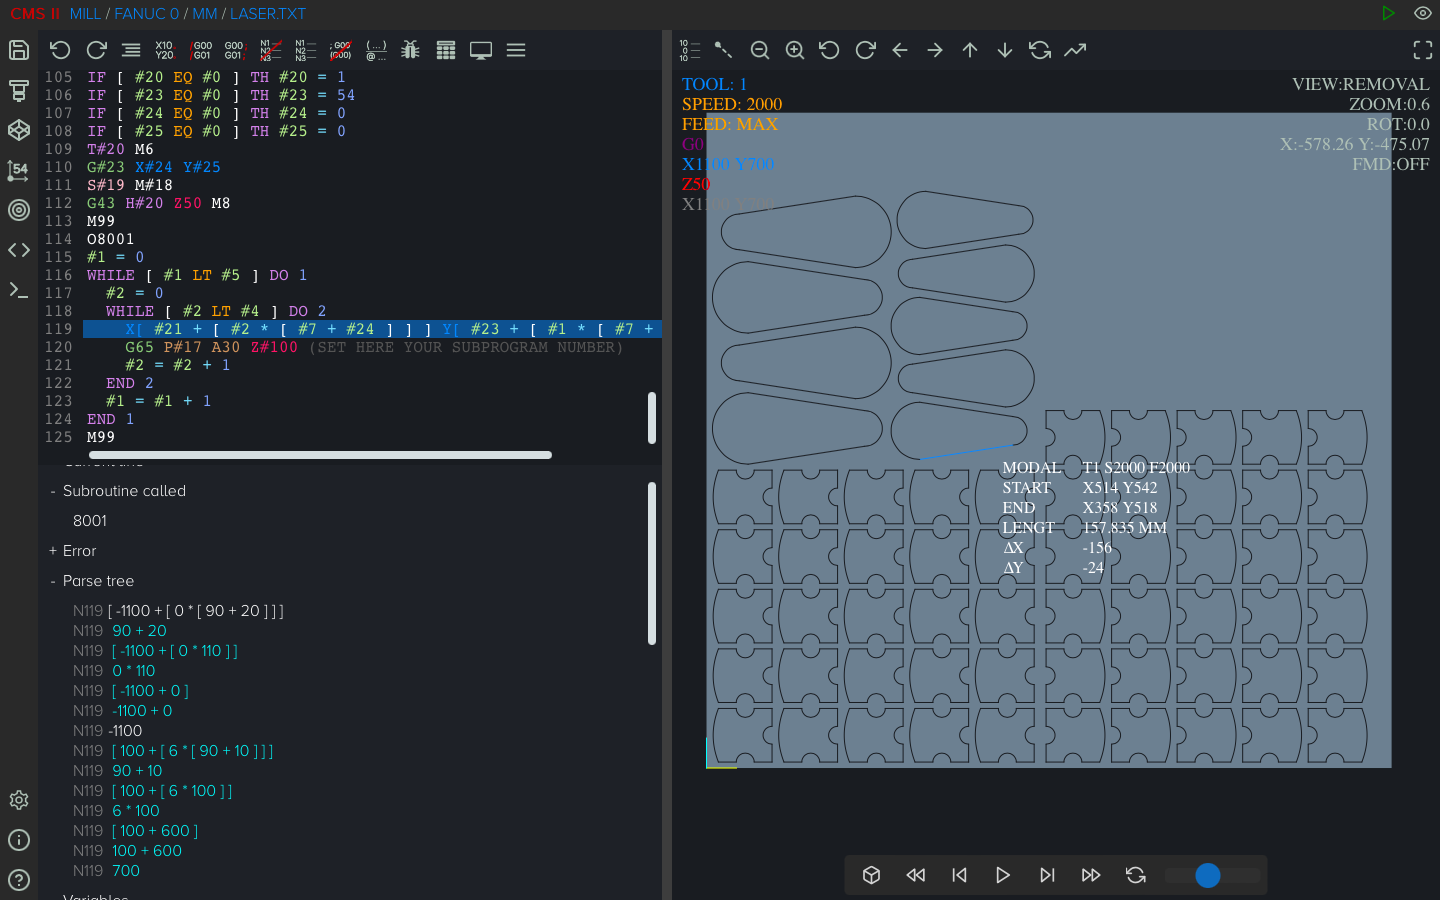 CMS II MILL / FANUC 0 / MM / LASER.TXT
X10 Y20 G00 G01 G00 G01 N1 N2 N3 N1 N2 N3 ; G00 (G00) (...) @ ...
105 IF [ #20 EQ #0 ] TH #20 = 1
106 IF [ #23 EQ #0 ] TH #23 = 54
107 IF [ #24 EQ #0 ] TH #24 = 0
108 IF [ #25 EQ #0 ] TH #25 = 0
109 T#20 M6
110 G#23 X#24 Y#25
111 S#19 M#18
112 G43 H#20 Z50 M8
113 M99
114 O8001
115 #1 = 0
116 WHILE [ #1 LT #5 ] DO 1
117 #2 = 0
118 WHILE [ #2 LT #4 ] DO 2
119 X[ #21 + [ #2 * [ #7 + #24 ] ] ] Y[ #23 + [ #1 * [ #7 +
120 G65 P#17 A30 Z#100 (SET HERE YOUR SUBPROGRAM NUMBER)
121 #2 = #2 + 1
122 END 2
123 #1 = #1 + 1
124 END 1
125 M99
54
- Subroutine called
8001
+ Error
- Parse tree
N119 [ -1100 + [ 0 * [ 90 + 20 ] ] ]
N119 90 + 20
N119 [ -1100 + [ 0 * 110 ] ]
N119 0 * 110
N119 [ -1100 + 0 ]
N119 -1100 + 0
N119 -1100
N119 [ 100 + [ 6 * [ 90 + 10 ] ] ]
N119 90 + 10
N119 [ 100 + [ 6 * 100 ] ]
N119 6 * 100
N119 [ 100 + 600 ]
N119 100 + 600
N119 700
Variables
TOOL: 1
SPEED: 2000
FEED: MAX
G0
X1100 Y700
Z50
X1100 Y700
VIEW:REMOVAL
ZOOM:0.6
ROT:0.0
X:-578.26 Y:-475.07
FMD:OFF
MODAL T1 S2000 F2000
START X514 Y542
END X358 Y518
LENGT 157.835 MM
ΔX -156
ΔY -24